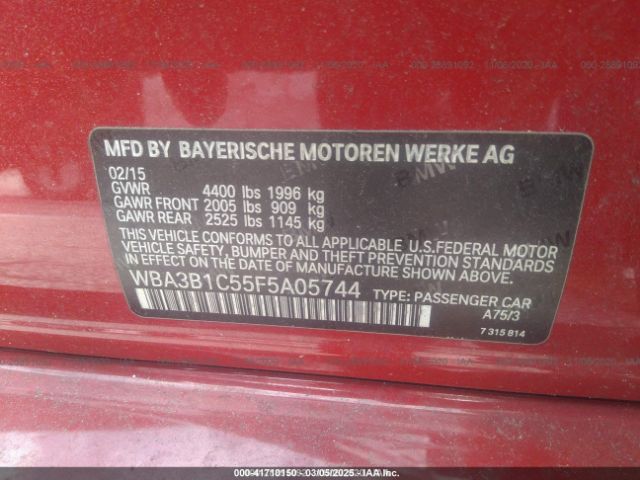 MFD BY BAYERISCHE MOTOREN WERKE AG
02/15
GVWR 4400 lbs 1996 kg
GAWR FRONT 2005 lbs 909 kg
GAWR REAR 2525 lbs 1145 kg
THIS VEHICLE CONFORMS TO ALL APPLICABLE U.S.FEDERAL MOTOR
VEHICLE SAFETY, BUMPER, AND THEFT PREVENTION STANDARDS
IN EFFECT ON THE DATE OF MANUFACTURE SHOWN ABOVE.
WBA3B1C55F5A05744 TYPE: PASSENGER CAR
A75/3
7 315 814
000-41710150 03/05/2025 - IAA Inc.